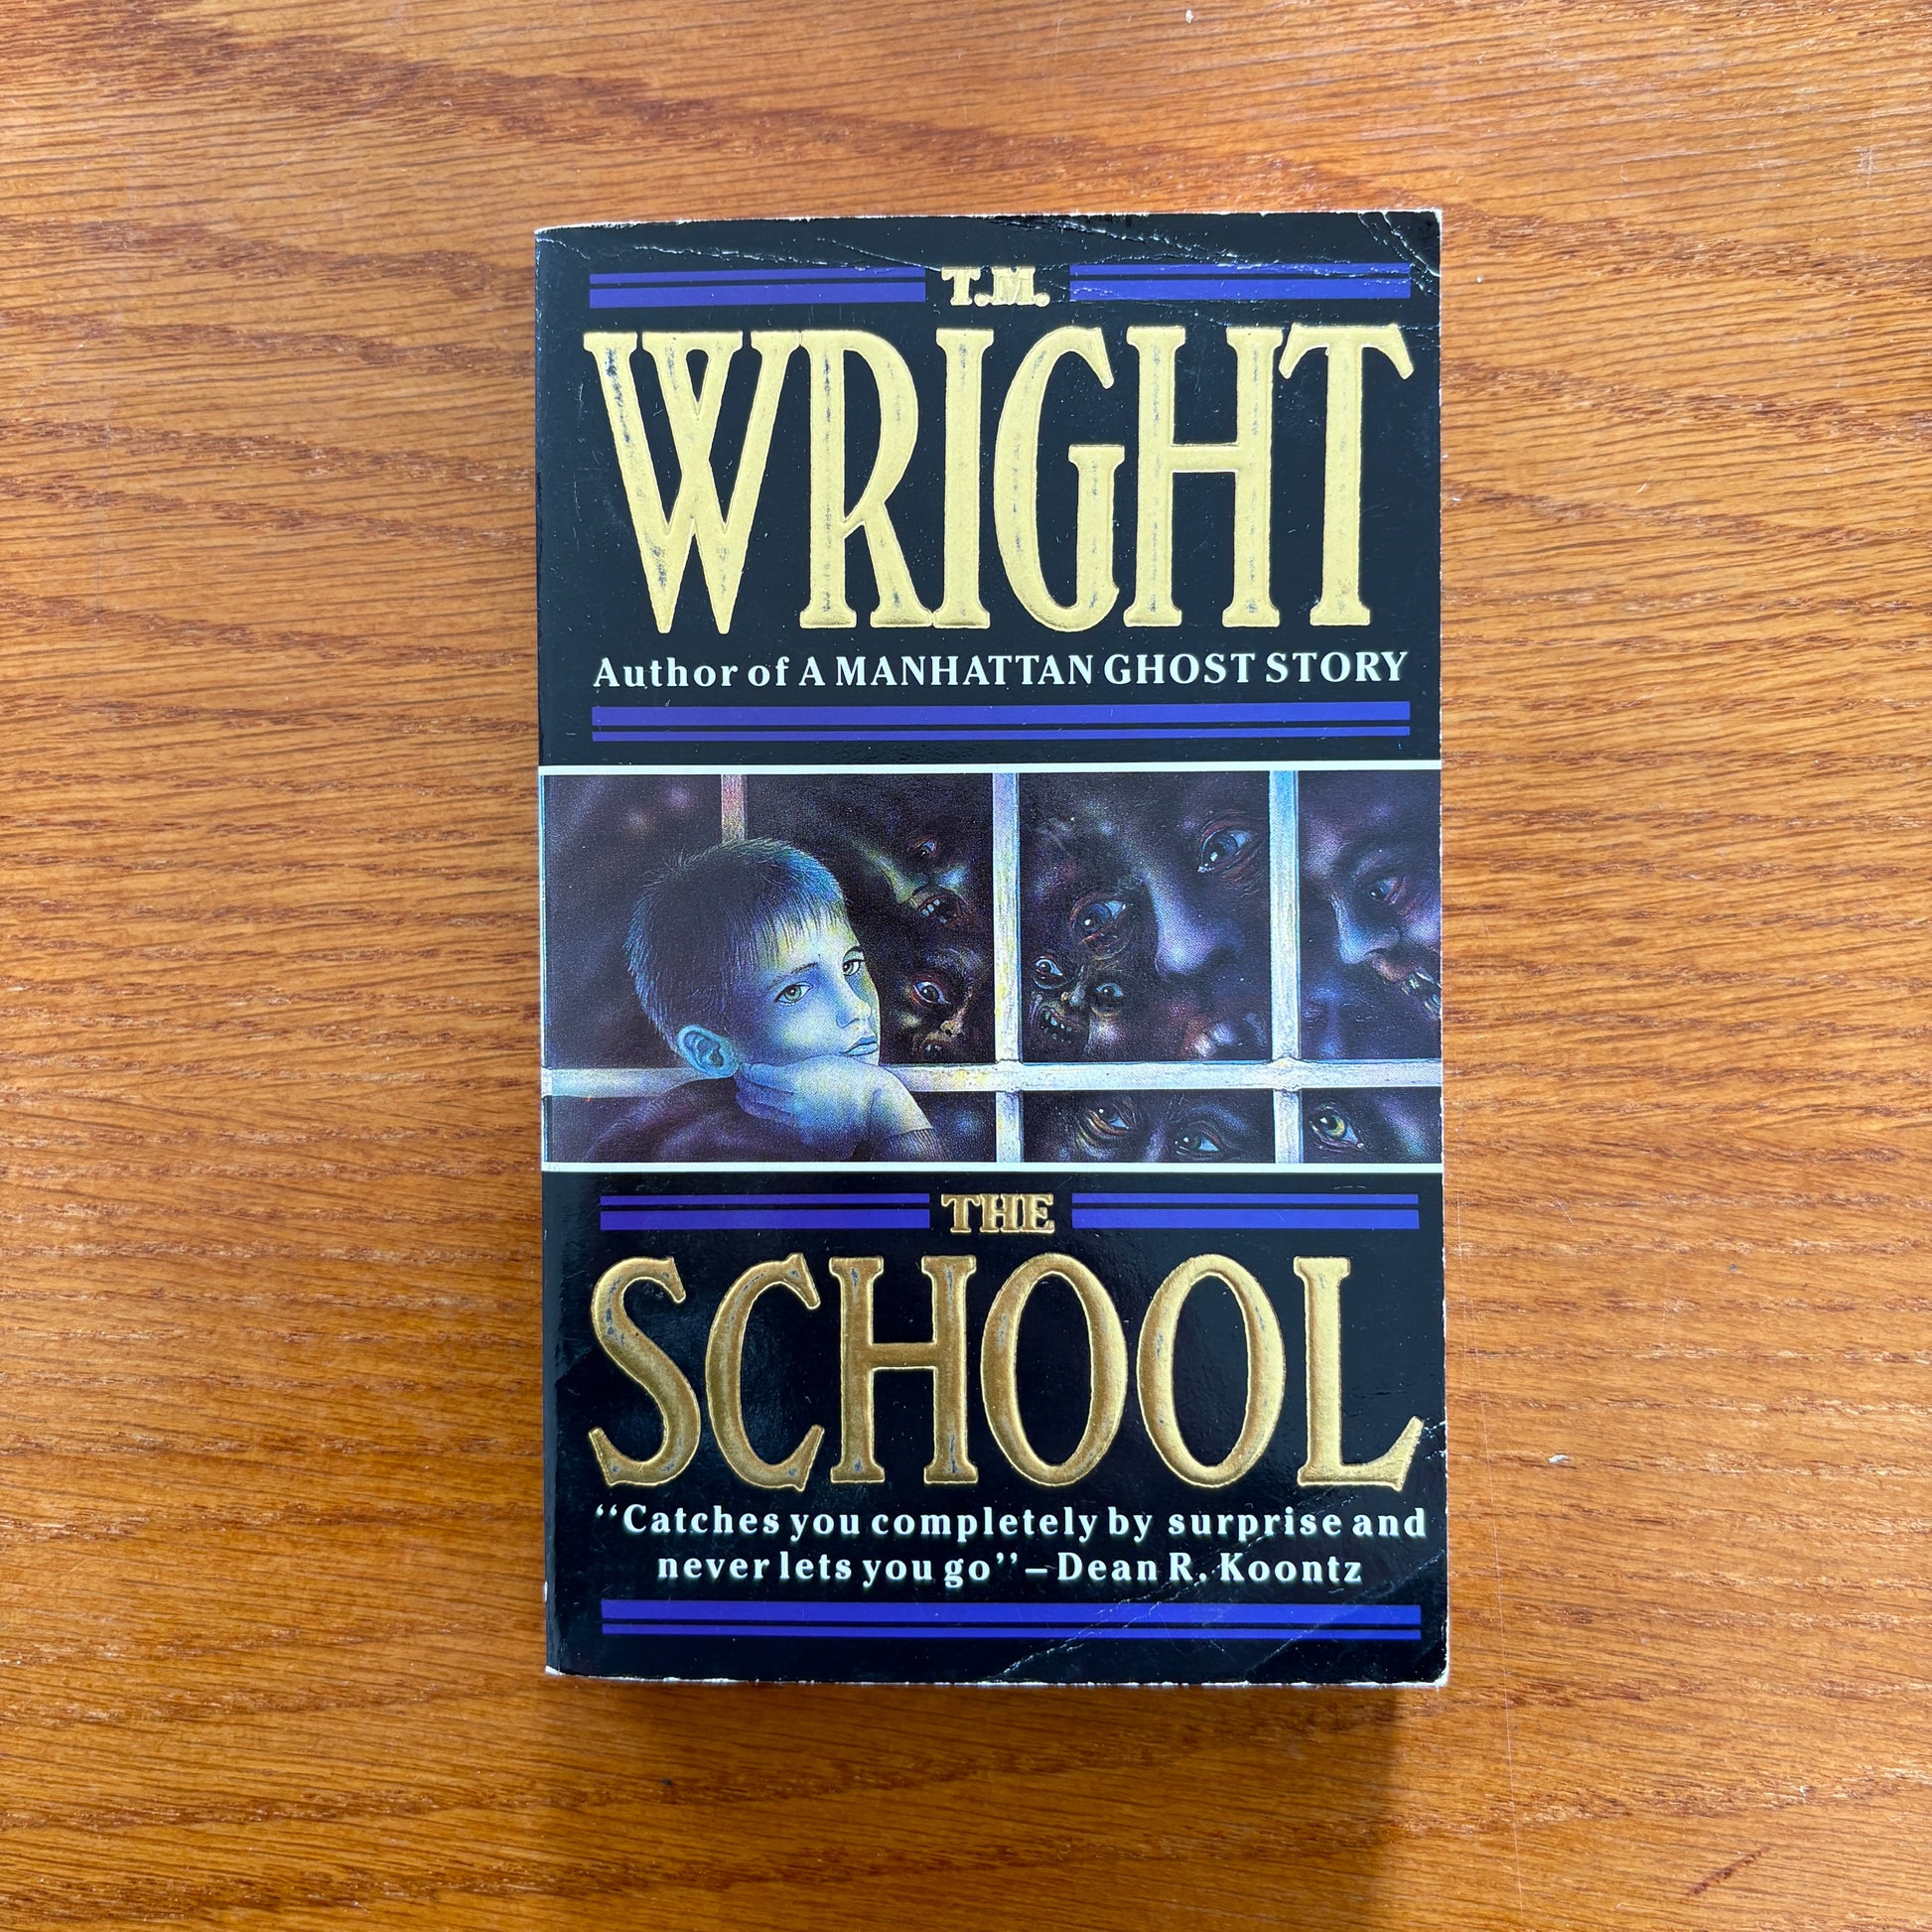 T.M.
WRIGHT
Author of A MANHATTAN GHOST STORY
THE
SCHOOL
“Catches you completely by surprise and
never lets you go” –Dean R. Koontz